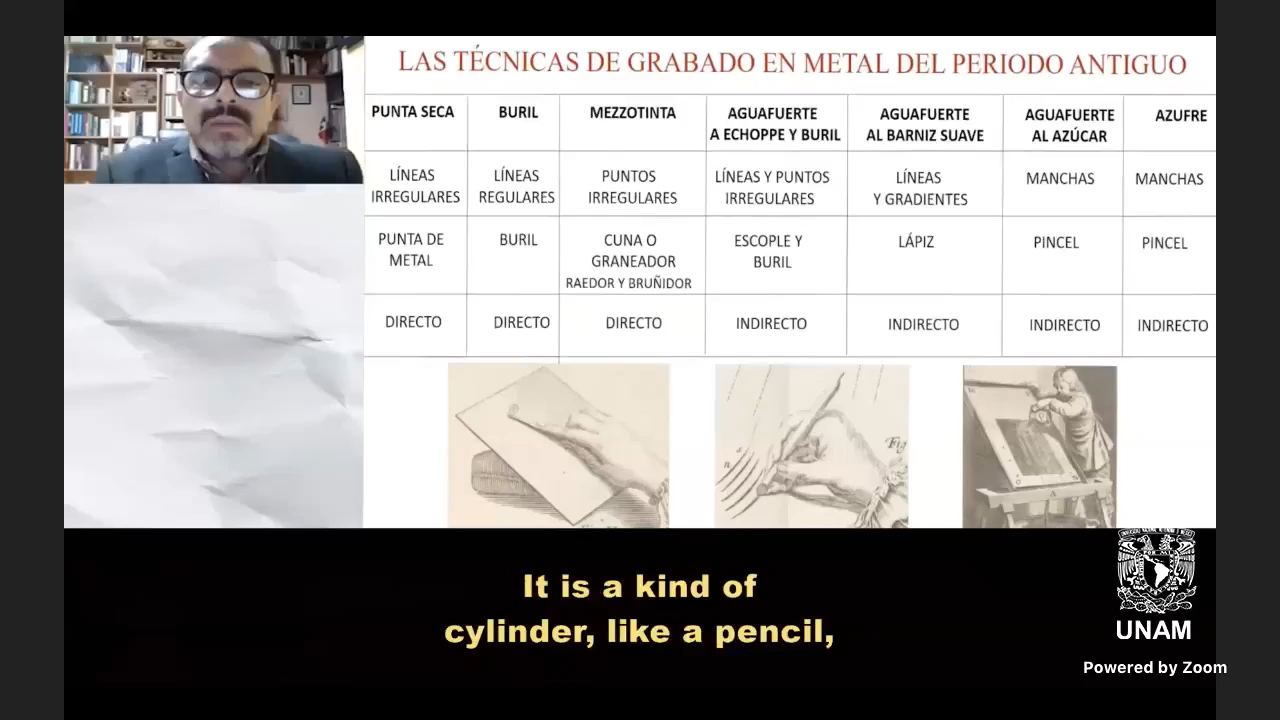 LAS TÉCNICAS DE GRABADO EN METAL DEL PERIODO ANTIGUO
PUNTA SECA
BURIL
MEZZOTINTA
AGUAFUERTE
A ECHOPPE Y BURIL
AGUAFUERTE
AL BARNIZ SUAVE
AGUAFUERTE
AL AZÚCAR
AZUFRE
LÍNEAS
IRREGULARES
LÍNEAS
REGULARES
PUNTOS
IRREGULARES
LÍNEAS Y PUNTOS
IRREGULARES
LÍNEAS
Y GRADIENTES
MANCHAS
MANCHAS
PUNTA DE
METAL
BURIL
CUNA O
GRANEADOR
RAEDOR Y BRUÑIDOR
ESCOPLE Y
BURIL
LÁPIZ
PINCEL
PINCEL
DIRECTO
DIRECTO
DIRECTO
INDIRECTO
INDIRECTO
INDIRECTO
INDIRECTO
Fig
It is a kind of
cylinder, like a pencil,
UNAM
Powered by Zoom